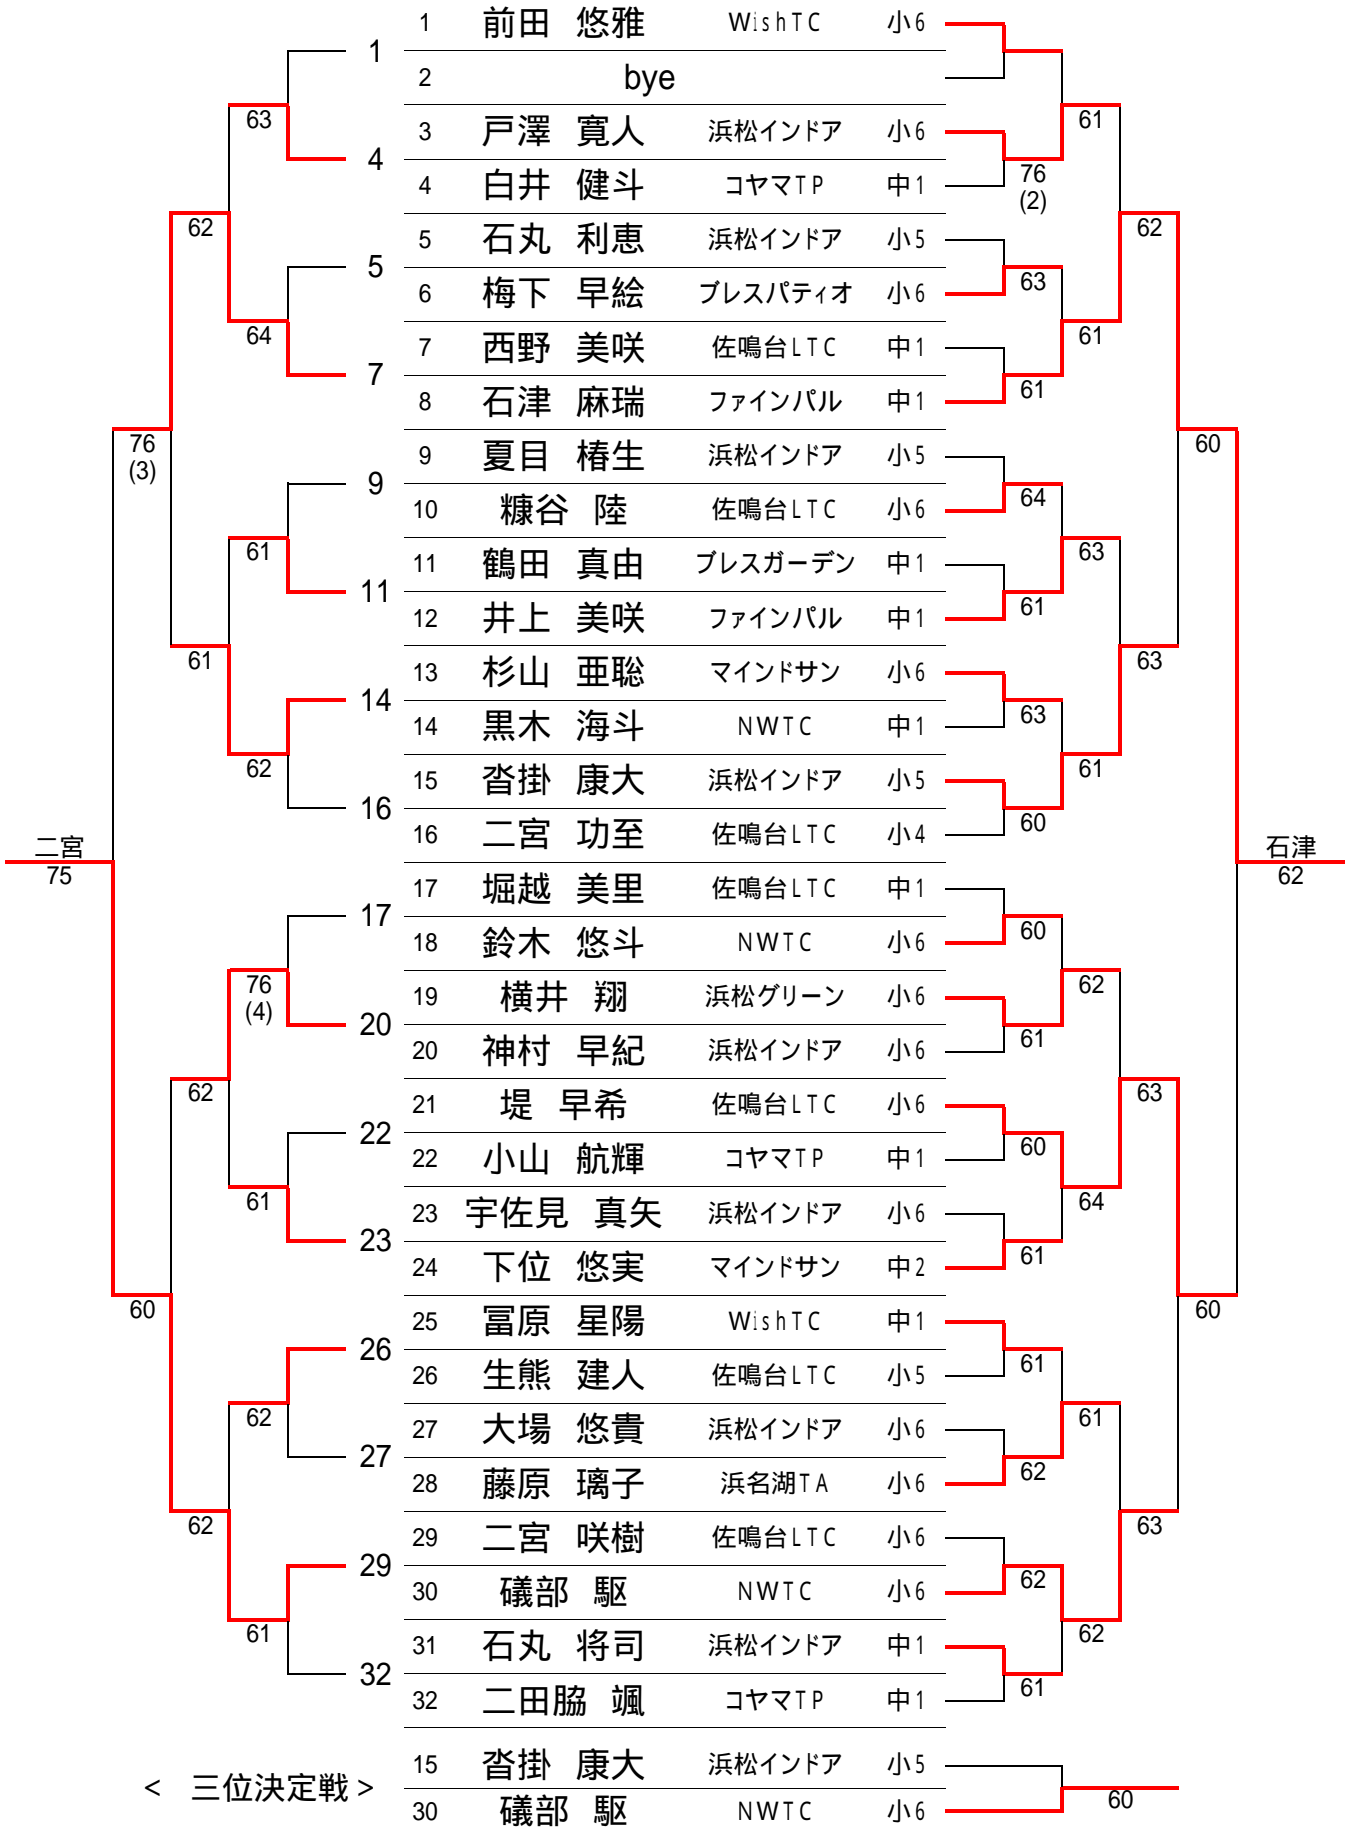 1 前田 悠雅 WishTC 小6
1
2 bye
63 3 戸澤 寛人 浜松インドア 小6 61
4 76
4 白井 健斗 コヤマTP 中1 (2)
62 5 石丸 利恵 浜松インドア 小5 62
5 63
6 梅下 早絵 ブレスパティオ 小6
64 7 西野 美咲 佐鳴台LTC 中1 61
7 61
8 石津 麻瑞 ファインパル 中1
76 9 夏目 椿生 浜松インドア 小5 60
(3) 9 64
10 糠谷 陸 佐鳴台LTC 小6
61 11 鶴田 真由 ブレスガーデン 中1 63
11 61
12 井上 美咲 ファインパル 中1
61 13 杉山 亜聡 マインドサン 小6 63
14 63
14 黒木 海斗 NWTC 中1
62 15 沓掛 康大 浜松インドア 小5 61
16 60
16 二宮 功至 佐鳴台LTC 小4
二宮 石津
75 17 堀越 美里 佐鳴台LTC 中1 62
17 60
18 鈴木 悠斗 NWTC 小6
76 19 横井 翔 浜松グリーン 小6 62
(4) 20 61
20 神村 早紀 浜松インドア 小6
62 21 堤 早希 佐鳴台LTC 小6 63
22 60
22 小山 航輝 コヤマTP 中1
61 23 宇佐見 真矢 浜松インドア 小6 64
23 61
24 下位 悠実 マインドサン 中2
60 25 冨原 星陽 WishTC 中1 60
26 61
26 生熊 建人 佐鳴台LTC 小5
62 27 大場 悠貴 浜松インドア 小6 61
27 62
28 藤原 璃子 浜名湖TA 小6
62 29 二宮 咲樹 佐鳴台LTC 小6 63
29 62
30 礒部 駆 NWTC 小6
61 31 石丸 将司 浜松インドア 中1 62
32 61
32 二田脇 颯 コヤマTP 中1
15 沓掛 康大 浜松インドア 小5
< 三位決定戦 > 60
30 礒部 駆 NWTC 小6